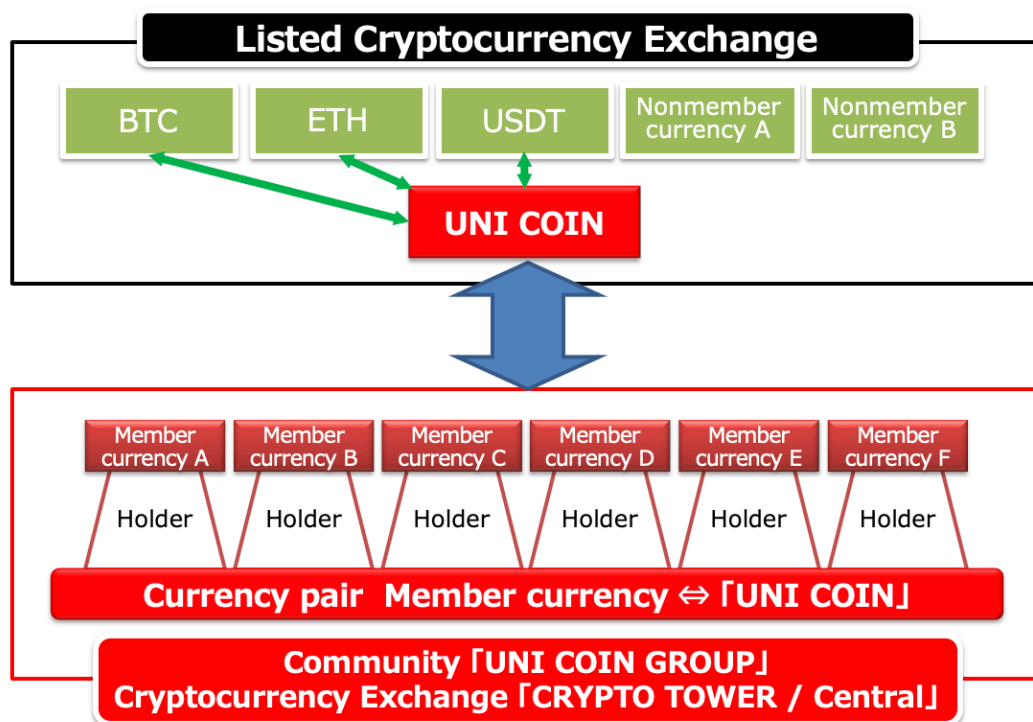 Listed Cryptocurrency Exchange
BTC
ETH
USDT
Nonmember
currency A
Nonmember
currency B
UNI COIN
Member
currency A
Member
currency B
Member
currency C
Member
currency D
Member
currency E
Member
currency F
Holder
Holder
Holder
Holder
Holder
Holder
Currency pair Member currency ⇔「UNI COIN」
Community「UNI COIN GROUP」
Cryptocurrency Exchange「CRYPTO TOWER / Central」